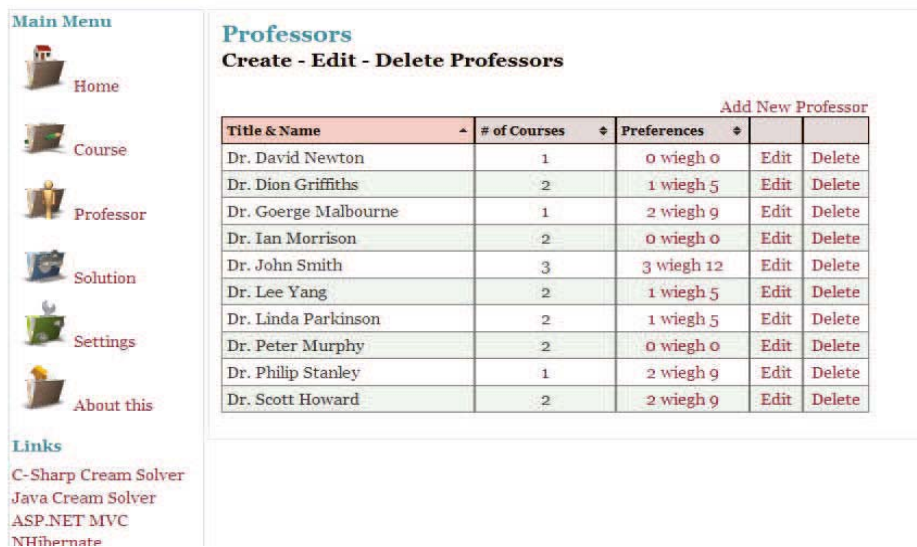 Main Menu
Home
Course
Professor
Solution
Settings
About this
Links
C-Sharp Cream Solver
Java Cream Solver
ASP.NET MVC
NHibernate
Professors
Create - Edit - Delete Professors
Add New Professor
Title & Name # of Courses Preferences
Dr. David Newton 1 0 wiegh 0 Edit Delete
Dr. Dion Griffiths 2 1 wiegh 5 Edit Delete
Dr. Goerge Malbourne 1 2 wiegh 9 Edit Delete
Dr. Ian Morrison 2 0 wiegh 0 Edit Delete
Dr. John Smith 3 3 wiegh 12 Edit Delete
Dr. Lee Yang 2 1 wiegh 5 Edit Delete
Dr. Linda Parkinson 2 1 wiegh 5 Edit Delete
Dr. Peter Murphy 2 0 wiegh 0 Edit Delete
Dr. Philip Stanley 1 2 wiegh 9 Edit Delete
Dr. Scott Howard 2 2 wiegh 9 Edit Delete